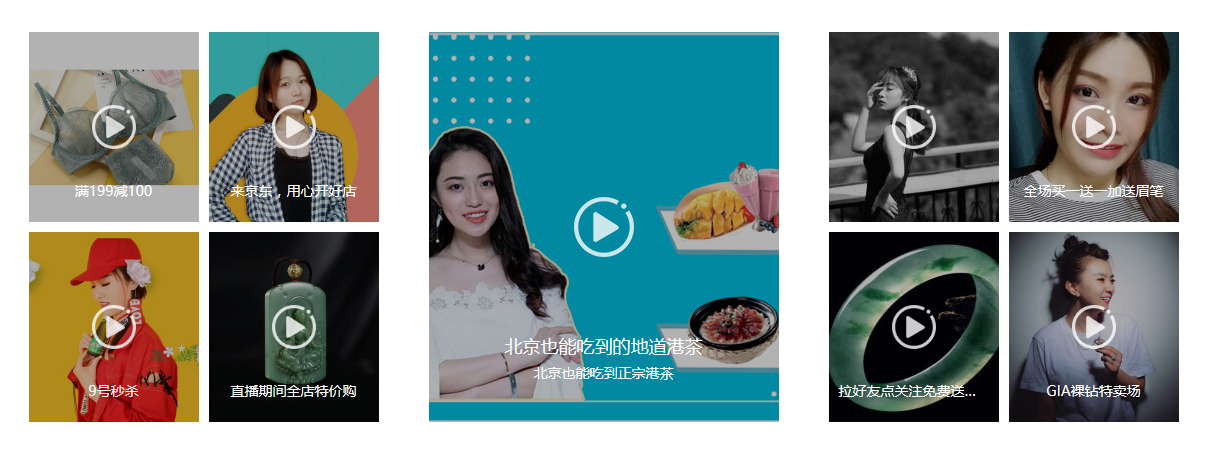 满199减100
来京东，用心开好店
9号秒杀
直播期间全店特价购
北京也能吃到的地道港茶
北京也能吃到正宗港茶
全场买一送一加送眉笔
拉好友点关注免费送...
GIA裸钻特卖场